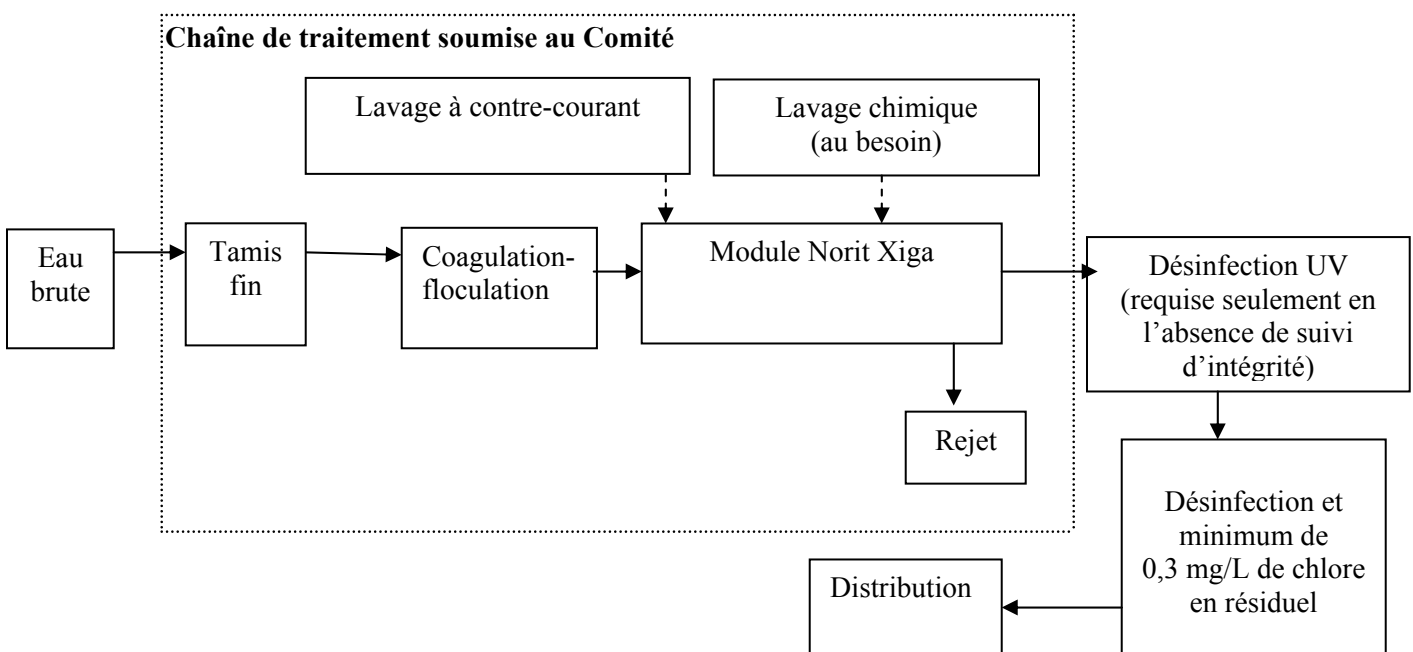 Chaîne de traitement soumise au Comité
Lavage à contre-courant
Lavage chimique
(au besoin)
Eau
brute
Tamis
fin
Coagulation-
floculation
Module Norit Xiga
Désinfection UV
(requise seulement en
l’absence de suivi
d’intégrité)
Rejet
Désinfection et
minimum de
0,3 mg/L de chlore
en résiduel
Distribution